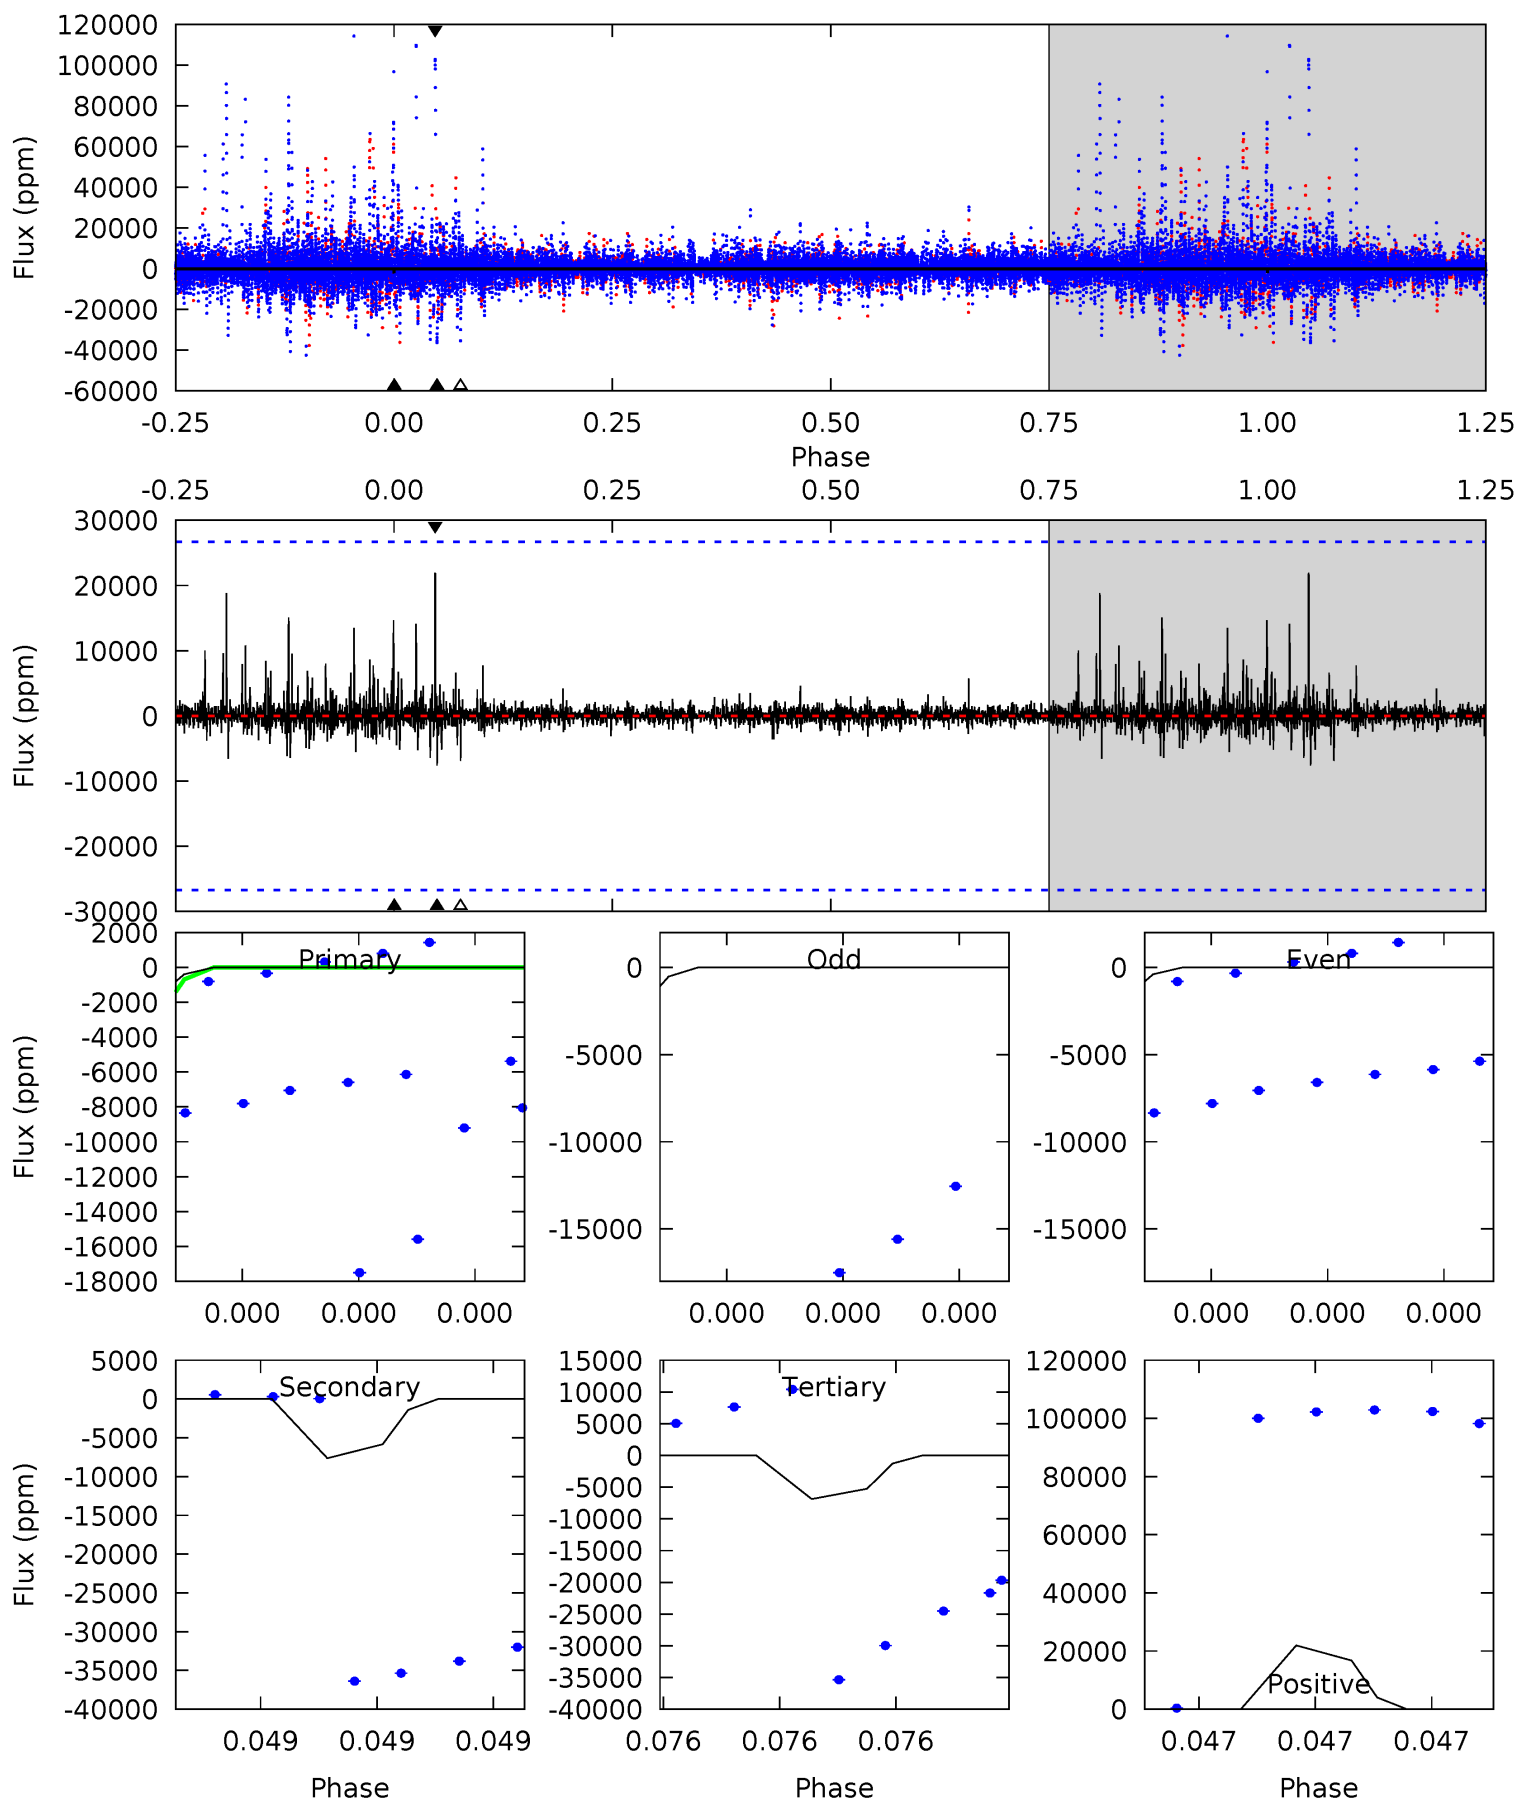 120000
100000
80000
60000
40000
20000
0
-20000
-40000
-60000
Flux (ppm)
-0.25 0.00 0.25 0.50 0.75 1.00 1.25
Phase
-0.25 0.00 0.25 0.50 0.75 1.00 1.25
30000
20000
10000
0
-10000
-20000
-30000
Flux (ppm)
Primary
2000
0
-2000
-4000
-6000
-8000
-10000
-12000
-14000
-16000
-18000
Flux (ppm)
0.000 0.000 0.000
Odd
0
-5000
-10000
-15000
0.000 0.000 0.000
Even
0
-5000
-10000
-15000
0.000 0.000 0.000
Secondary
5000
0
-5000
-10000
-15000
-20000
-25000
-30000
-35000
-40000
Flux (ppm)
0.049 0.049 0.049
Phase
Tertiary
15000
10000
5000
0
-5000
-10000
-15000
-20000
-25000
-30000
-35000
-40000
0.076 0.076 0.076
Phase
120000
100000
80000
60000
40000
20000
0
Positive
0.047 0.047 0.047
Phase